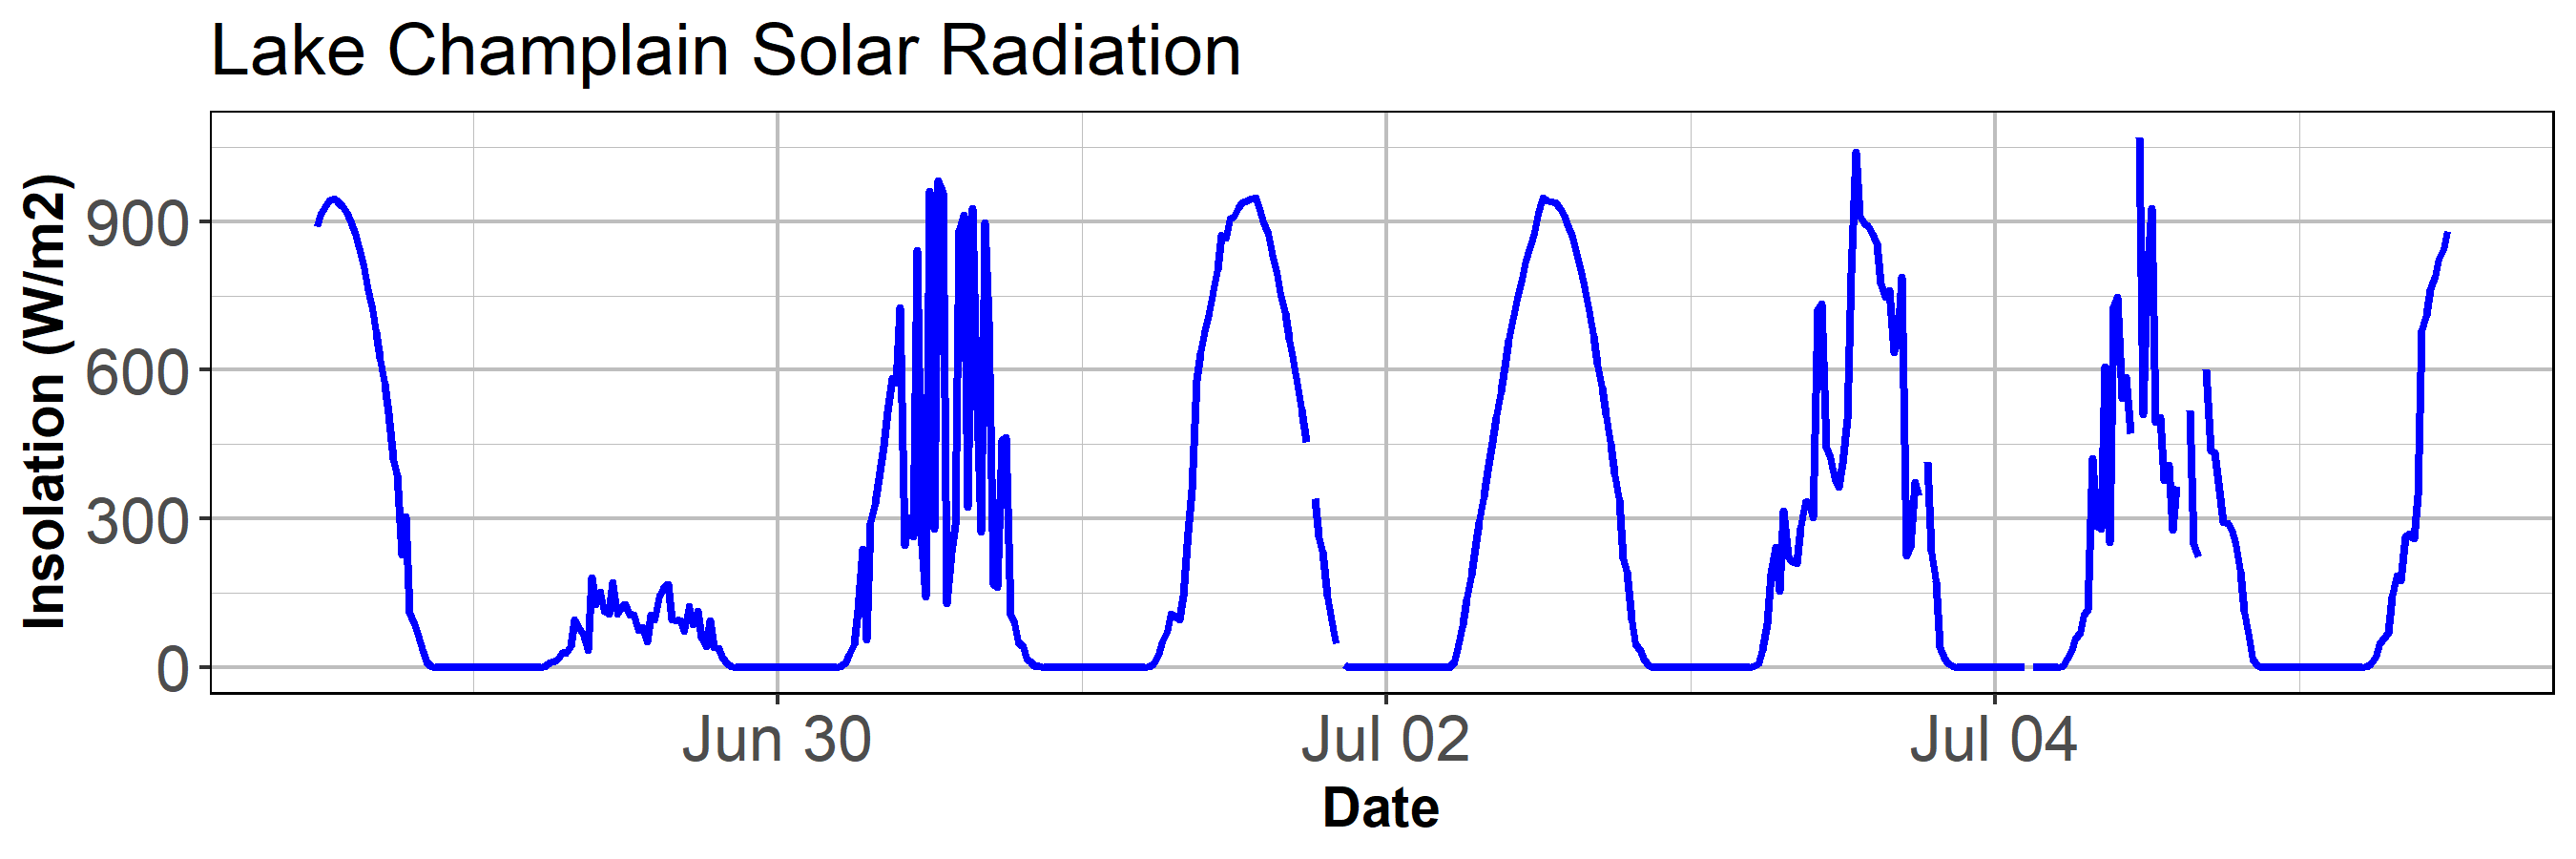 Lake Champlain Solar Radiation
Insolation (W/m2)
900
600
300
0
Jun 30 Jul 02 Jul 04
Date